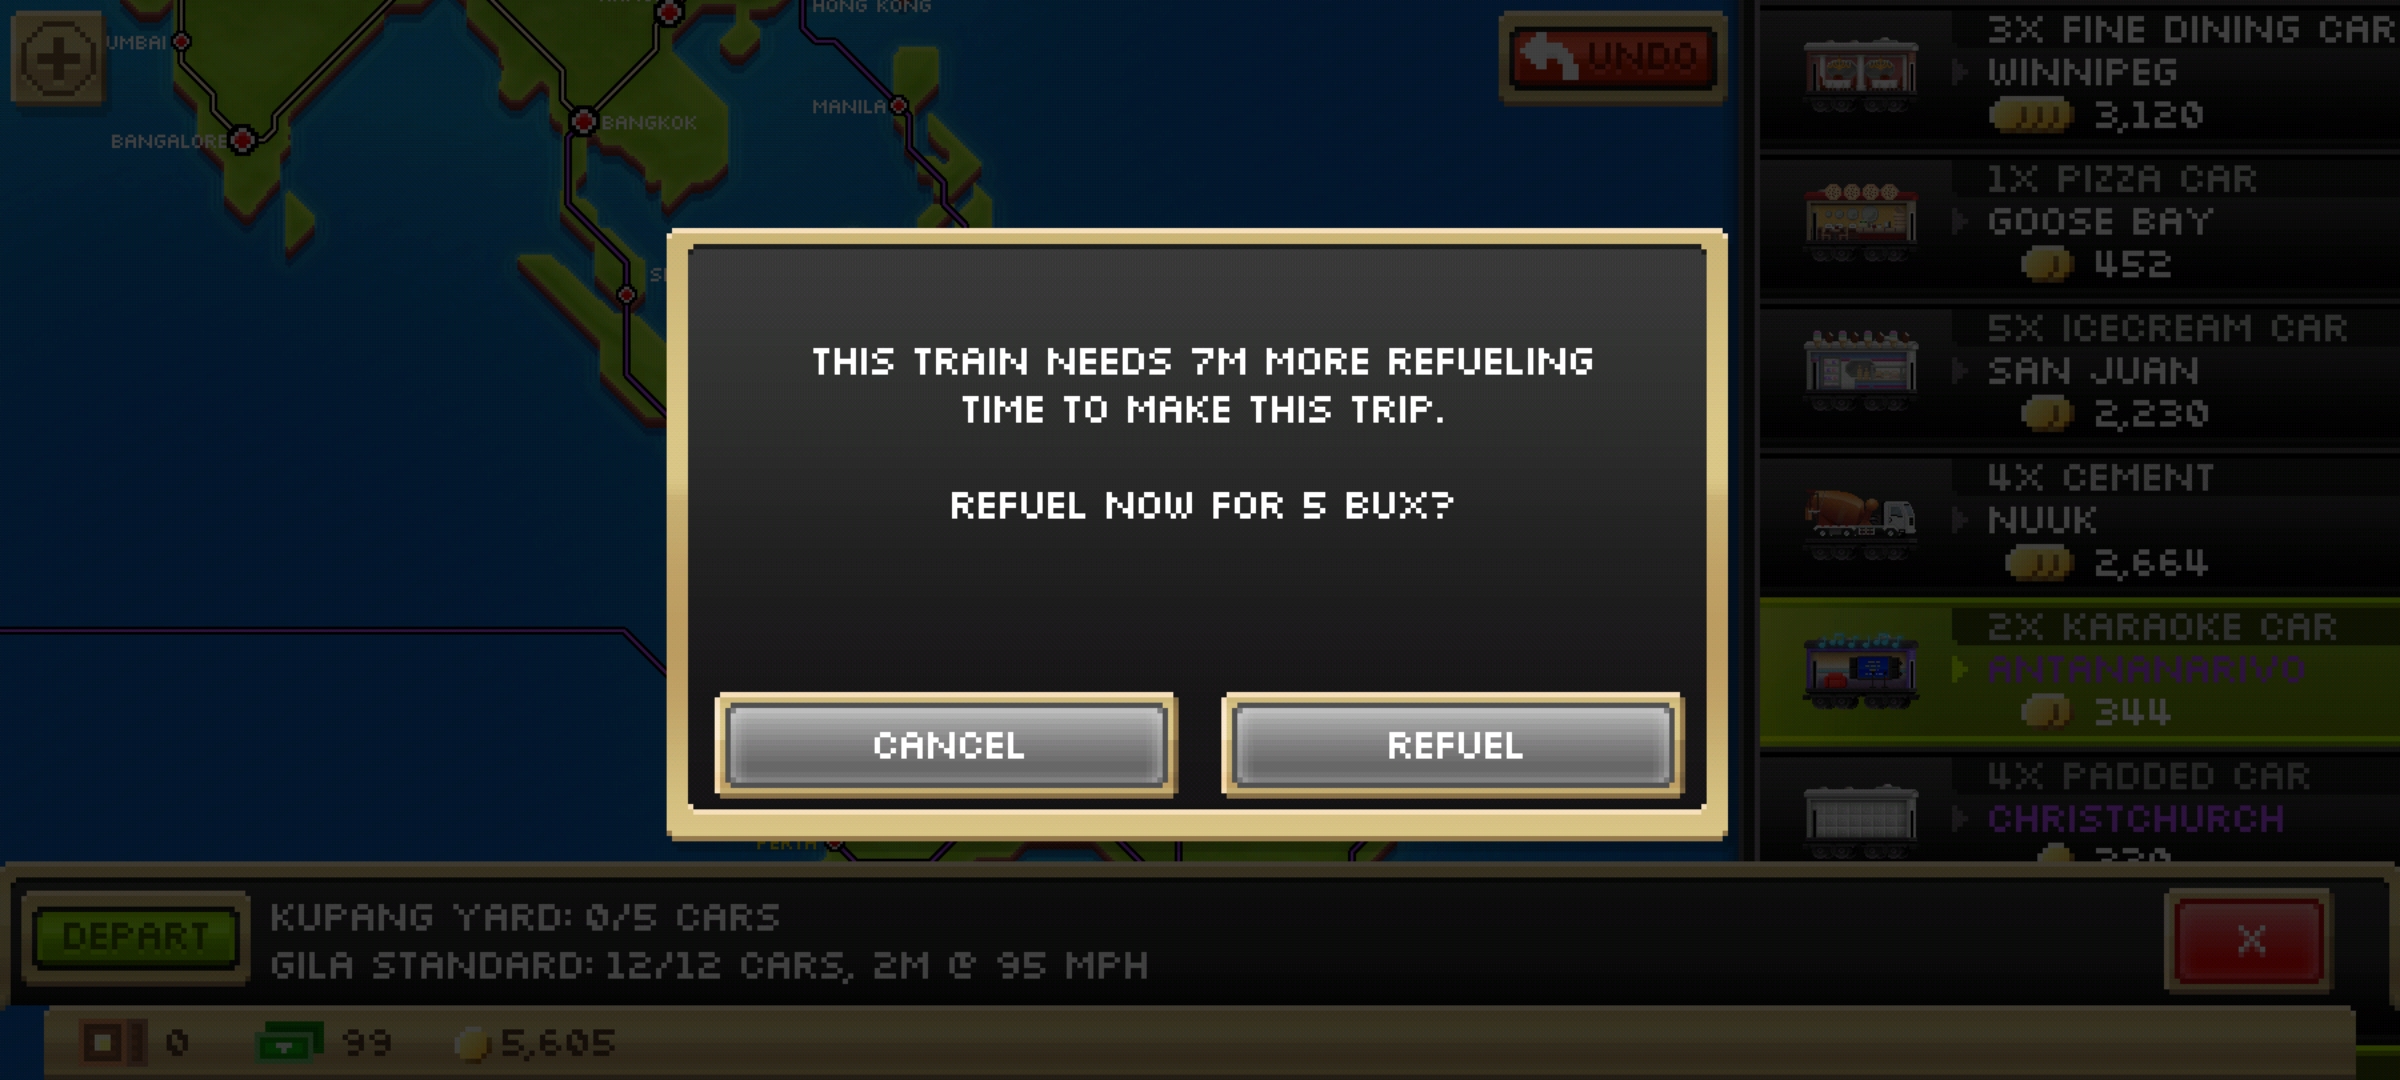 HONG KONG
UMBAI
MANILA
BANGKOK
BANGALORE
UNDO
3X FINE DINING CAR
WINNIPEG
3,120
1X PIZZA CAR
GOOSE BAY
452
5X ICECREAM CAR
SAN JUAN
2,230
4X CEMENT
NUUK
2,664
2X KARAOKE CAR
ANTANANARIVO
344
4X PADDED CAR
CHRISTCHURCH
THIS TRAIN NEEDS 7M MORE REFUELING
TIME TO MAKE THIS TRIP.
REFUEL NOW FOR 5 BUX?
CANCEL
REFUEL
PERTH
DEPART
KUPANG YARD: 0/5 CARS
GILA STANDARD: 12/12 CARS, 2M @ 95 MPH
X
0
99
5,605